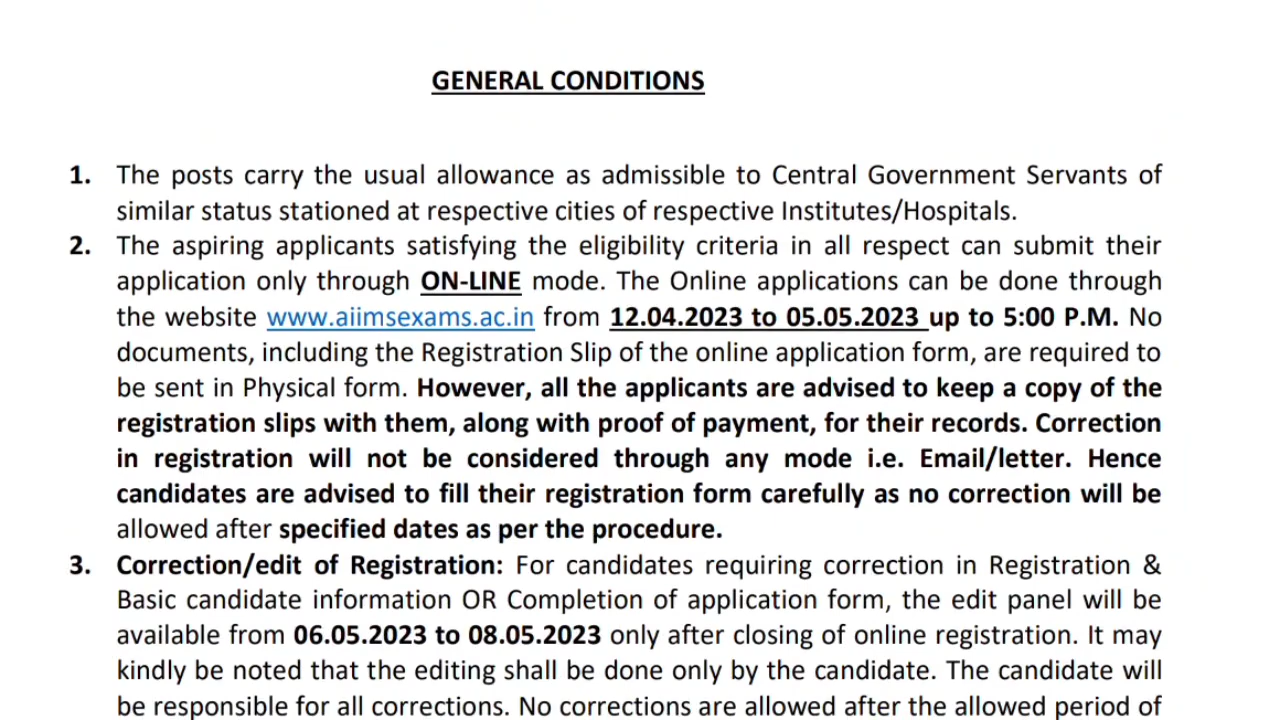 GENERAL CONDITIONS
1. The posts carry the usual allowance as admissible to Central Government Servants of
similar status stationed at respective cities of respective Institutes/Hospitals.
2. The aspiring applicants satisfying the eligibility criteria in all respect can submit their
application only through ON-LINE mode. The Online applications can be done through
the website www.aiimsexams.ac.in from 12.04.2023 to 05.05.2023 up to 5:00 P.M. No
documents, including the Registration Slip of the online application form, are required to
be sent in Physical form. However, all the applicants are advised to keep a copy of the
registration slips with them, along with proof of payment, for their records. Correction
in registration will not be considered through any mode i.e. Email/letter. Hence
candidates are advised to fill their registration form carefully as no correction will be
allowed after specified dates as per the procedure.
3. Correction/edit of Registration: For candidates requiring correction in Registration &
Basic candidate information OR Completion of application form, the edit panel will be
available from 06.05.2023 to 08.05.2023 only after closing of online registration. It may
kindly be noted that the editing shall be done only by the candidate. The candidate will
be responsible for all corrections. No corrections are allowed after the allowed period of